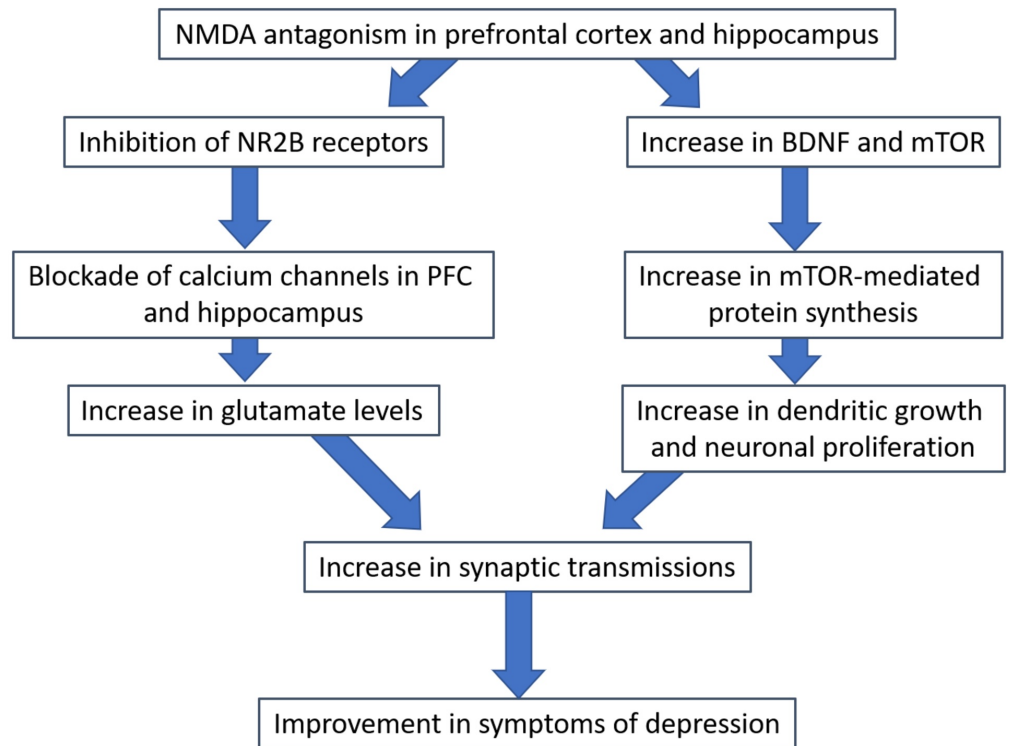 NMDA antagonism in prefrontal cortex and hippocampus
Inhibition of NR2B receptors
Increase in BDNF and mTOR
Blockade of calcium channels in PFC
and hippocampus
Increase in mTOR-mediated
protein synthesis
Increase in glutamate levels
Increase in dendritic growth
and neuronal proliferation
Increase in synaptic transmissions
Improvement in symptoms of depression